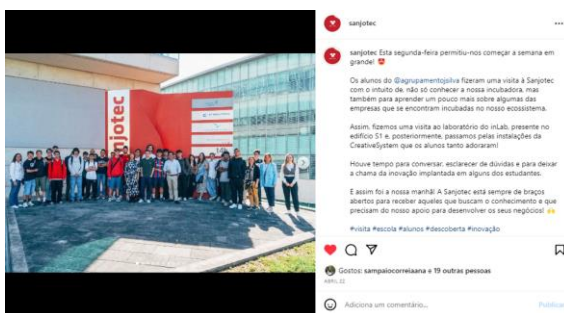 sanjotec
sanjotec
sanjotec Esta segunda-feira permitiu-nos começar a semana em
grande! 😍
Os alunos do @agrupamentojsilva fizeram uma visita à Sanjotec
com o intuito de, não só conhecer a nossa incubadora, mas
também para aprender um pouco mais sobre algumas das
empresas que se encontram incubadas no nosso ecossistema.
Assim, fizemos uma visita ao laboratório do inLab, presente no
edifício S1 e, posteriormente, passamos pelas instalações da
CreativeSystem que os alunos tanto adoraram!
Houve tempo para conversar, esclarecer de dúvidas e para deixar
a chama da inovação implantada em alguns dos estudantes.
E assim foi a nossa manhã! A Sanjotec está sempre de braços
abertos para receber aqueles que buscam o conhecimento e que
precisam do nosso apoio para desenvolver os seus negócios! 🙌
#visita #escola #alunos #descoberta #inovação
Gostos: sampaiocorreiaana e 19 outras pessoas
ABRIL 22
Adiciona um comentário...
Publicar